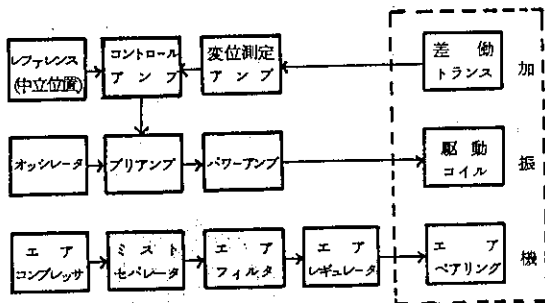 レファレンス
(中立位置)
コントロール
アンプ
変位測定
アンプ
差働
トランス
オッシレータ
プリアンプ
パワーアンプ
駆動
コイル
エア
コンプレッサ
ミスト
セパレータ
エア
フィルタ
エア
レギュレータ
エア
ベアリング
加
振
機